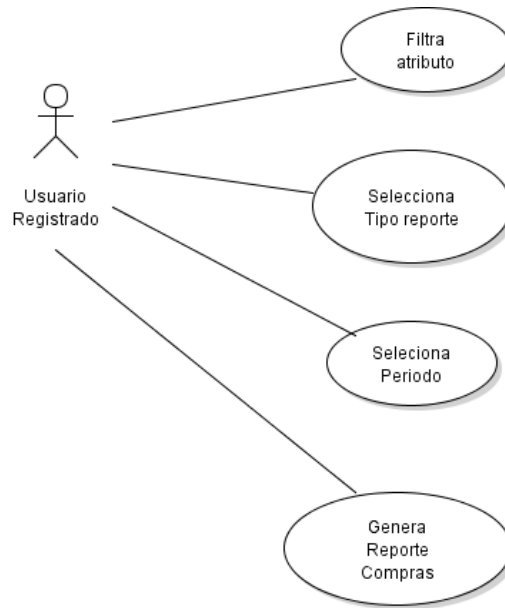 Filtra
atributo
Usuario
Registrado
Selecciona
Tipo reporte
Seleciona
Periodo
Genera
Reporte
Compras